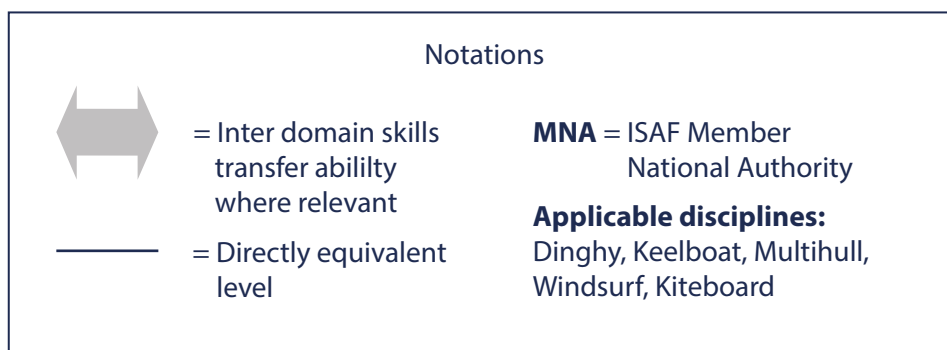 Notations
= Inter domain skills
transfer abililty
where relevant
= Directly equivalent
level
MNA = ISAF Member
National Authority
Applicable disciplines:
Dinghy, Keelboat, Multihull,
Windsurf, Kiteboard